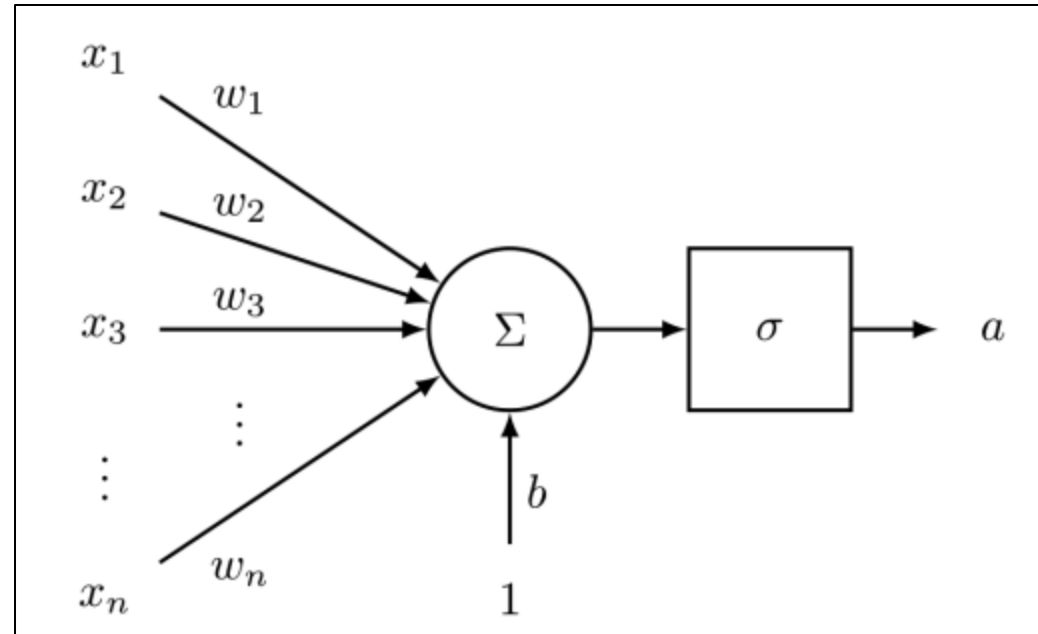 x₁
w₁
x₂
w₂
x₃
w₃
Σ
σ
a
⋮
⋮
b
xₙ
wₙ
1